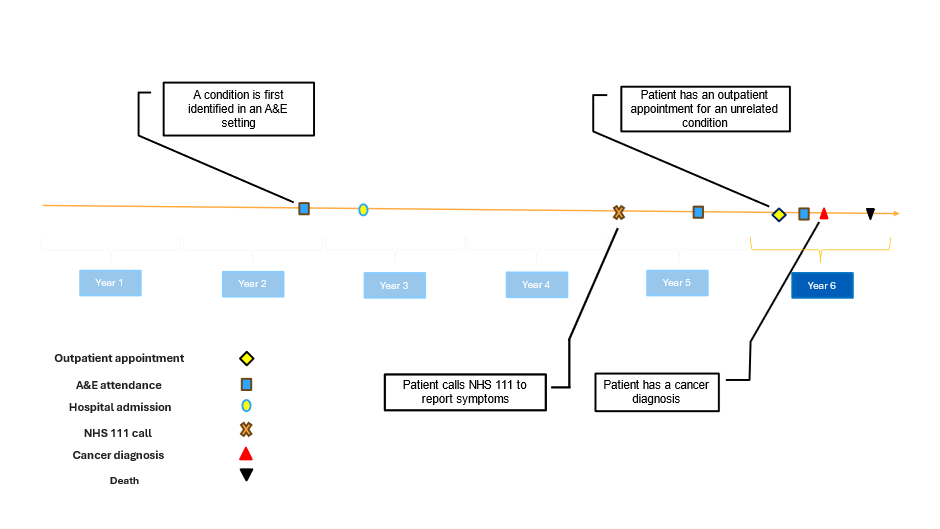 A condition is first
identified in an A&E
setting
Patient has an outpatient
appointment for an unrelated
condition
Year 1
Year 2
Year 3
Year 4
Year 5
Year 6
Patient calls NHS 111 to
report symptoms
Patient has a cancer
diagnosis
Outpatient appointment
A&E attendance
Hospital admission
NHS 111 call
Cancer diagnosis
Death